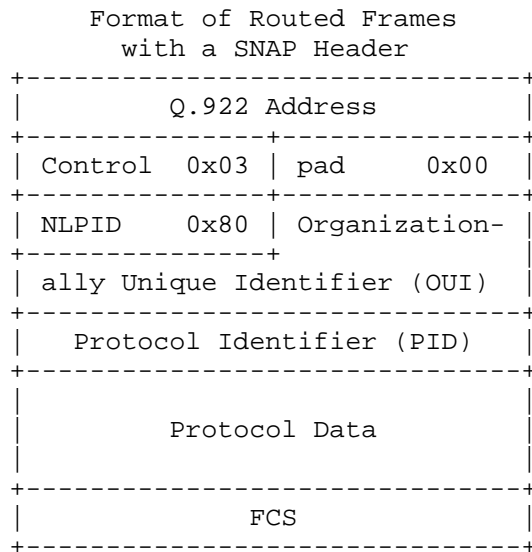 Format of Routed Frames
with a SNAP Header
Q.922 Address
Control 0x03 | pad 0x00
NLPID 0x80 | Organization-
ally Unique Identifier (OUI)
Protocol Identifier (PID)
Protocol Data
FCS